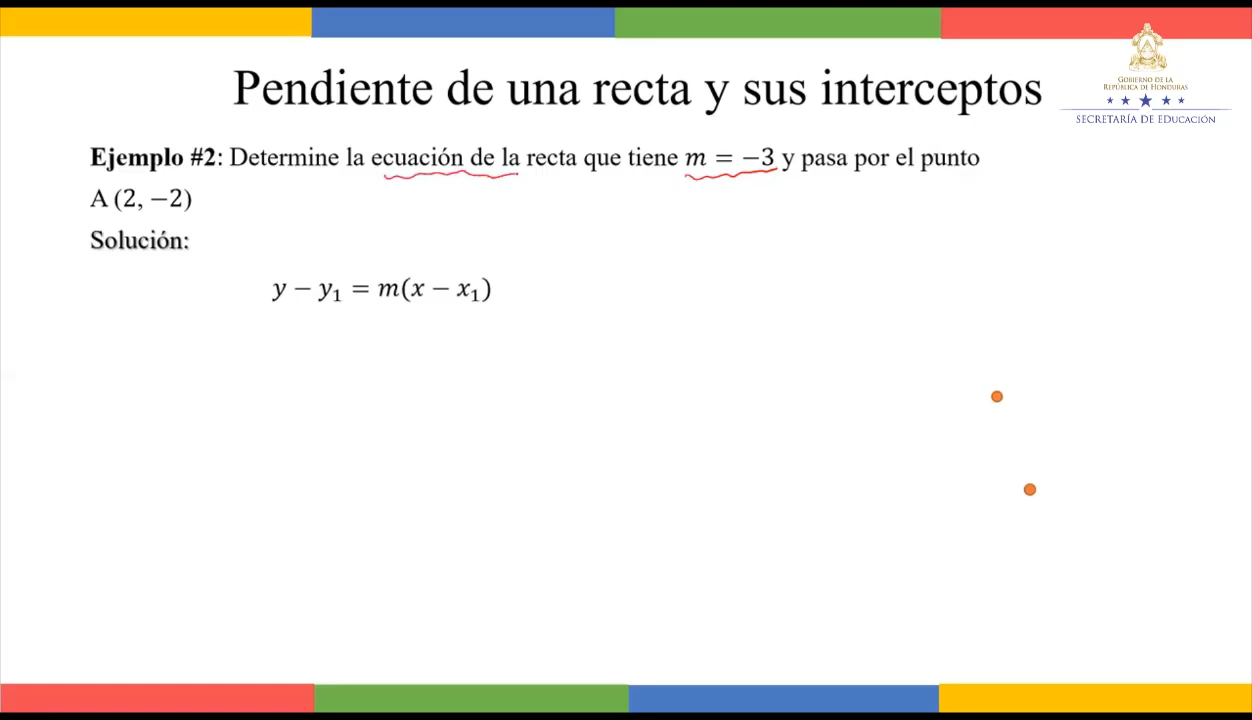 Pendiente de una recta y sus interceptos
GOBIERNO DE LA
REPÚBLICA DE HONDURAS
SECRETARÍA DE EDUCACIÓN
Ejemplo #2: Determine la ecuación de la recta que tiene m = −3 y pasa por el punto
A (2, −2)
Solución:
y − y₁ = m(x − x₁)